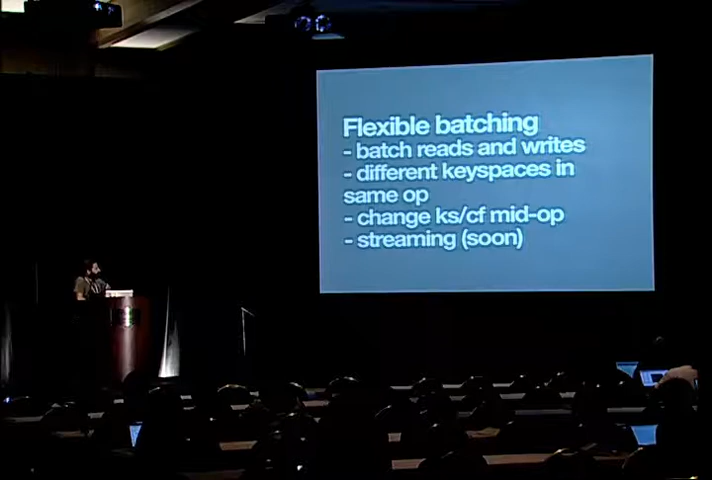 Flexible batching
- batch reads and writes
- different keyspaces in
same op
- change ks/cf mid-op
- streaming (soon)